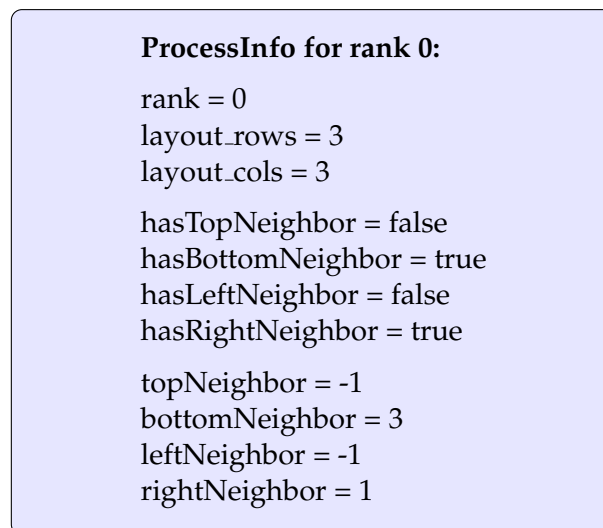 ProcessInfo for rank 0:
rank = 0
layout_rows = 3
layout_cols = 3
hasTopNeighbor = false
hasBottomNeighbor = true
hasLeftNeighbor = false
hasRightNeighbor = true
topNeighbor = -1
bottomNeighbor = 3
leftNeighbor = -1
rightNeighbor = 1